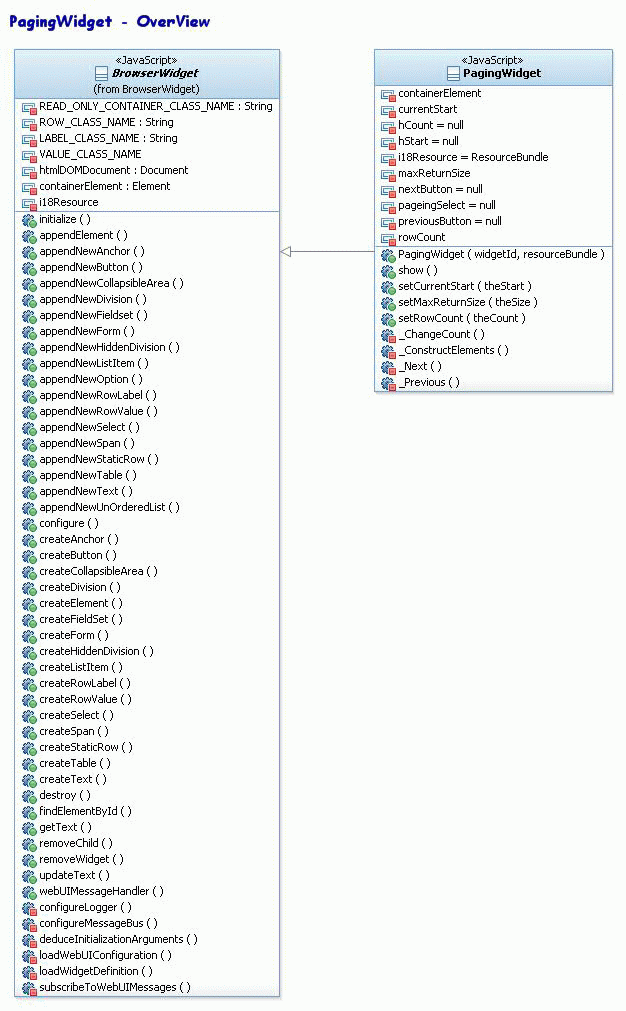 PagingWidget - OverView
«JavaScript»
BrowserWidget
(from BrowserWidget)
READ_ONLY_CONTAINER_CLASS_NAME : String
ROW_CLASS_NAME : String
LABEL_CLASS_NAME : String
VALUE_CLASS_NAME
htmlDOMDocument : Document
containerElement : Element
i18Resource
initialize ( )
appendElement ( )
appendNewAnchor ( )
appendNewButton ( )
appendNewCollapsibleArea ( )
appendNewDivision ( )
appendNewFieldset ( )
appendNewForm ( )
appendNewHiddenDivision ( )
appendNewListItem ( )
appendNewOption ( )
appendNewRowLabel ( )
appendNewRowValue ( )
appendNewSelect ( )
appendNewSpan ( )
appendNewStaticRow ( )
appendNewTable ( )
appendNewText ( )
appendNewUnOrderedList ( )
configure ( )
createAnchor ( )
createButton ( )
createCollapsibleArea ( )
createDivision ( )
createElement ( )
createFieldSet ( )
createForm ( )
createHiddenDivision ( )
createListItem ( )
createRowLabel ( )
createRowValue ( )
createSelect ( )
createSpan ( )
createStaticRow ( )
createTable ( )
createText ( )
destroy ( )
findElementById ( )
getText ( )
removeChild ( )
removeWidget ( )
updateText ( )
webUIMessageHandler ( )
configureLogger ( )
configureMessageBus ( )
deduceInitializationArguments ( )
loadWebUIConfiguration ( )
loadWidgetDefinition ( )
subscribeToWebUIMessages ( )
«JavaScript»
PagingWidget
containerElement
currentStart
hCount = null
hStart = null
i18Resource = ResourceBundle
maxReturnSize
nextButton = null
pageingSelect = null
previousButton = null
rowCount
PagingWidget ( widgetId, resourceBundle )
show ( )
setCurrentStart ( theStart )
setMaxReturnSize ( theSize )
setRowCount ( theCount )
_ChangeCount ( )
_ConstructElements ( )
_Next ( )
_Previous ( )